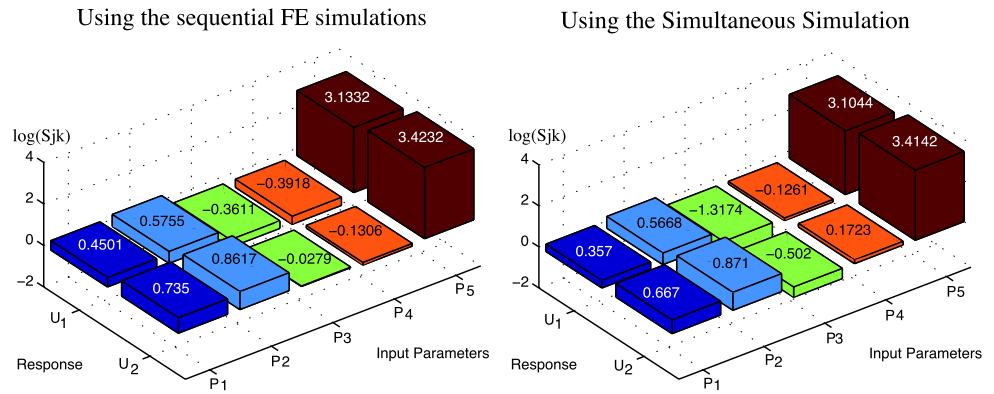 Using the sequential FE simulations
log(Sjk)
4
2
0
−2
3.1332
3.4232
−0.3918
−0.1306
−0.3611
−0.0279
0.5755
0.8617
0.4501
0.735
U1
U2
Response
P1
P2
P3
P4
P5
Input Parameters
Using the Simultaneous Simulation
log(Sjk)
4
2
0
−2
3.1044
3.4142
−0.1261
0.1723
−1.3174
−0.502
0.5668
0.871
0.357
0.667
U1
U2
Response
P1
P2
P3
P4
P5
Input Parameters